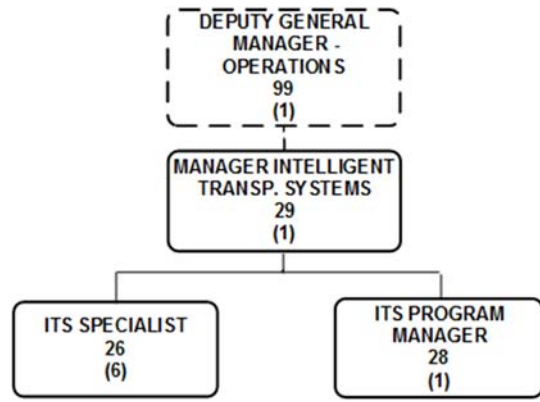 DEPUTY GENERAL
MANAGER -
OPERATIONS
99
(1)
MANAGER INTELLIGENT
TRANSP. SYSTEMS
29
(1)
ITS SPECIALIST
26
(6)
ITS PROGRAM
MANAGER
28
(1)